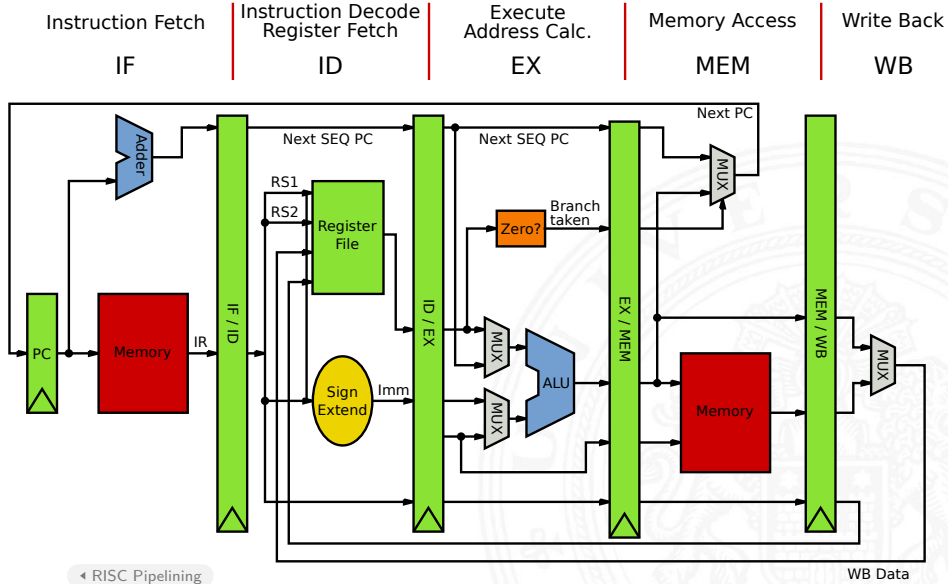 Instruction Fetch
Instruction Decode
Register Fetch
Execute
Address Calc.
Memory Access
Write Back
IF
ID
EX
MEM
WB
Next PC
Next SEQ PC
Next SEQ PC
Adder
MUX
RS1
RS2
Register
File
Branch
taken
Zero?
IF / ID
ID / EX
EX / MEM
MEM / WB
PC
Memory
IR
MUX
ALU
MUX
Sign
Extend
Imm
MUX
Memory
WB Data
RISC Pipelining